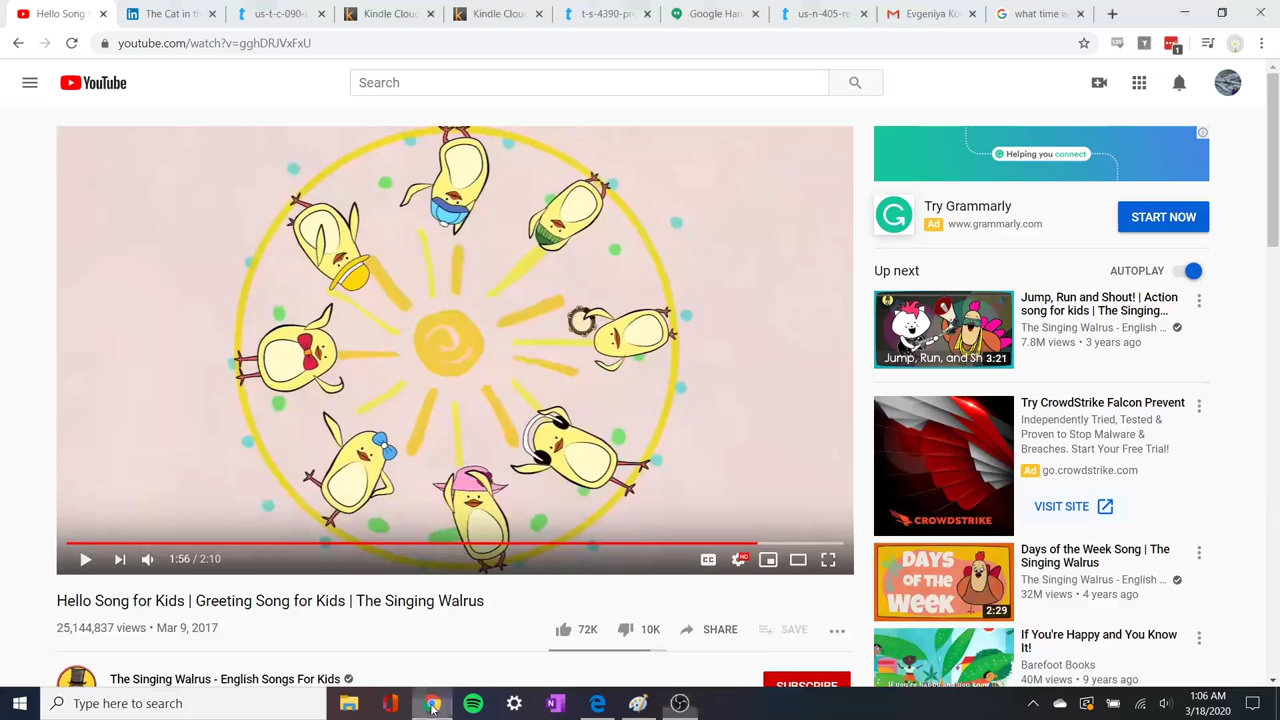 Hello Song
The Cat in th
us-t-c-090-
Kindle Clou
Kindle Clou
t-s-4390-pre
Google Han
us-n-405-re
Evgeniya Ko
what time is
youtube.com/watch?v=gghDRJVxFxU
1
YouTube
Search
Helping you connect
Try Grammarly
Ad www.grammarly.com
START NOW
Up next
AUTOPLAY
Jump, Run and Shout! | Action
song for kids | The Singing...
The Singing Walrus - English ...
7.8M views • 3 years ago
Jump, Run, and Sh
3:21
Try CrowdStrike Falcon Prevent
Independently Tried, Tested &
Proven to Stop Malware &
Breaches. Start Your Free Trial!
Ad go.crowdstrike.com
CROWDSTRIKE
VISIT SITE
DAYS
OF THE
WEEK
2:29
Days of the Week Song | The
Singing Walrus
The Singing Walrus - English ...
32M views • 4 years ago
If You're Happy and You Know
It!
Barefoot Books
40M views • 9 years ago
1:56 / 2:10
CC
HD
Hello Song for Kids | Greeting Song for Kids | The Singing Walrus
25,144,837 views • Mar 9, 2017
72K
10K
SHARE
SAVE
The Singing Walrus - English Songs For Kids
SUBSCRIBE
Type here to search
1:06 AM
3/18/2020